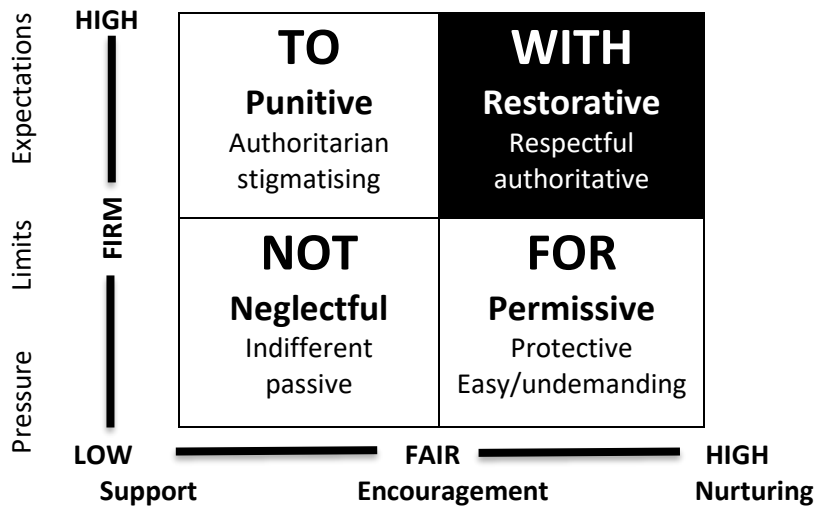 HIGH
Expectations
Limits
Pressure
FIRM
TO
Punitive
Authoritarian
stigmatising
WITH
Restorative
Respectful
authoritative
NOT
Neglectful
Indifferent
passive
FOR
Permissive
Protective
Easy/undemanding
LOW FAIR HIGH
Support Encouragement Nurturing